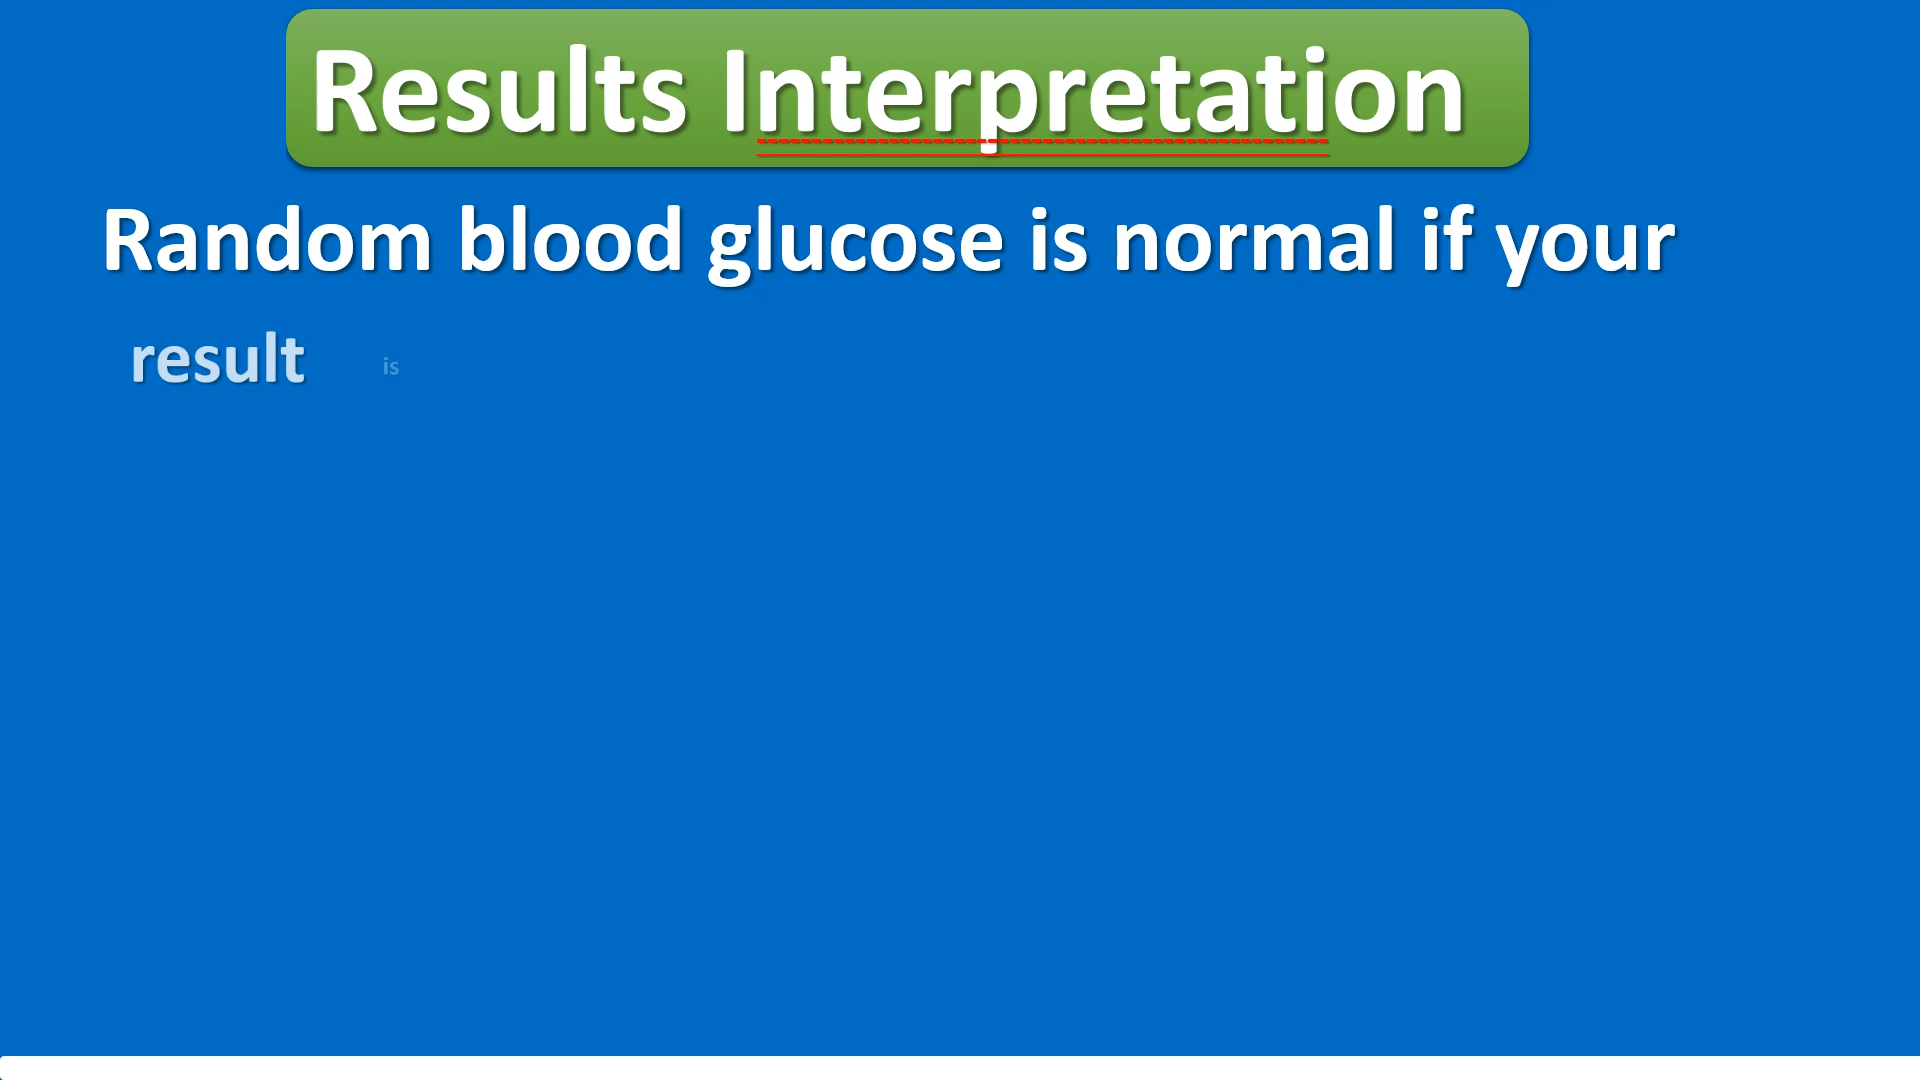 Results Interpretation
Random blood glucose is normal if your
result is